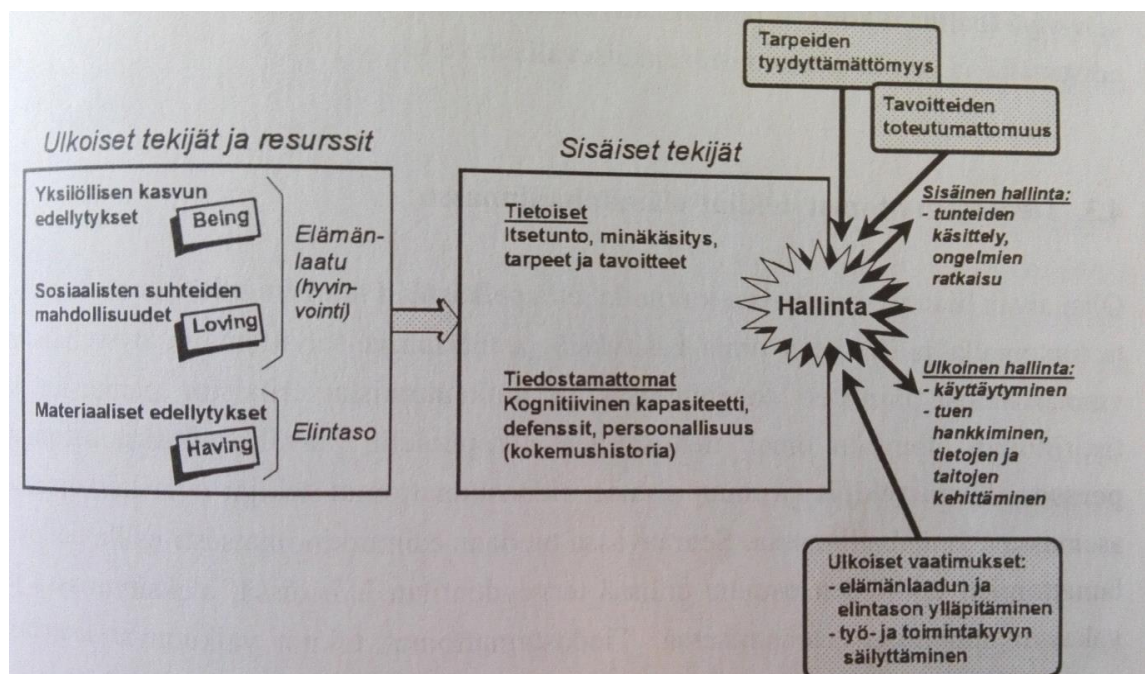 Ulkoiset tekijät ja resurssit
Yksilöllisen kasvun
edellytykset
Being
Sosiaalisten suhteiden
mahdollisuudet
Loving
Materiaaliset edellytykset
Having
Elämän-
laatu
(hyvin-
vointi)
Elintaso
Sisäiset tekijät
Tietoiset
Itsetunto, minäkäsitys,
tarpeet ja tavoitteet
Tiedostamattomat
Kognitiivinen kapasiteetti,
defenssit, persoonallisuus
(kokemushistoria)
Tarpeiden
tyydyttämättömyys
Tavoitteiden
toteutumattomuus
Hallinta
Sisäinen hallinta:
- tunteiden
käsittely,
ongelmien
ratkaisu
Ulkoinen hallinta:
- käyttäytyminen
- tuen
hankkiminen,
tietojen ja
taitojen
kehittäminen
Ulkoiset vaatimukset:
- elämänlaadun ja
elintason ylläpitäminen
- työ- ja toimintakyvyn
säilyttäminen